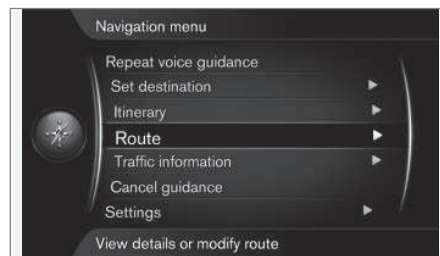 Navigation menu
Repeat voice guidance
Set destination
Itinerary
Route
Traffic information
Cancel guidance
Settings
View details or modify route